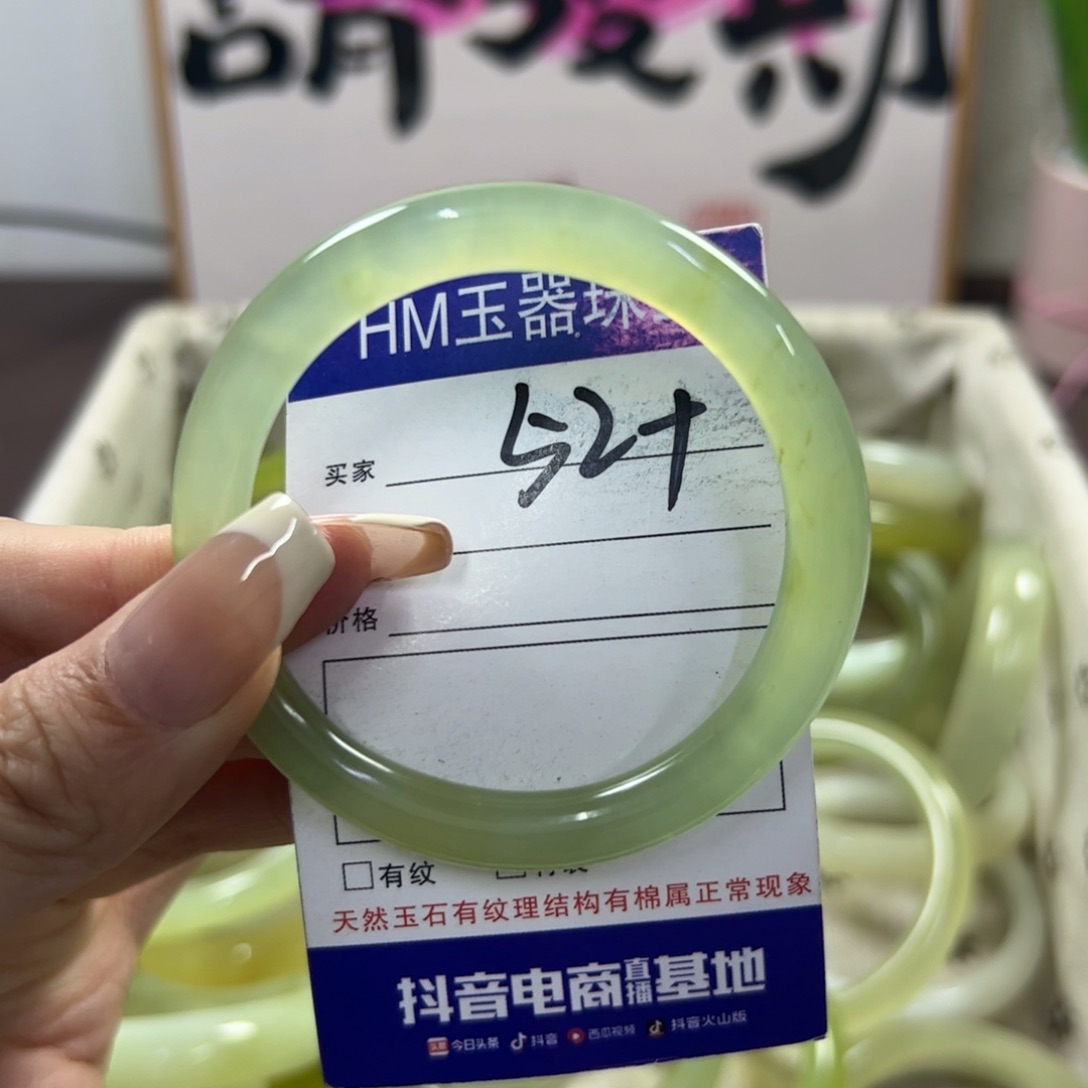 HM玉器珠
52+
买家
价格
有纹
天然玉石有纹理结构有棉属正常现象
抖音电商直播基地
今日头条 抖音 西瓜视频 抖音火山版